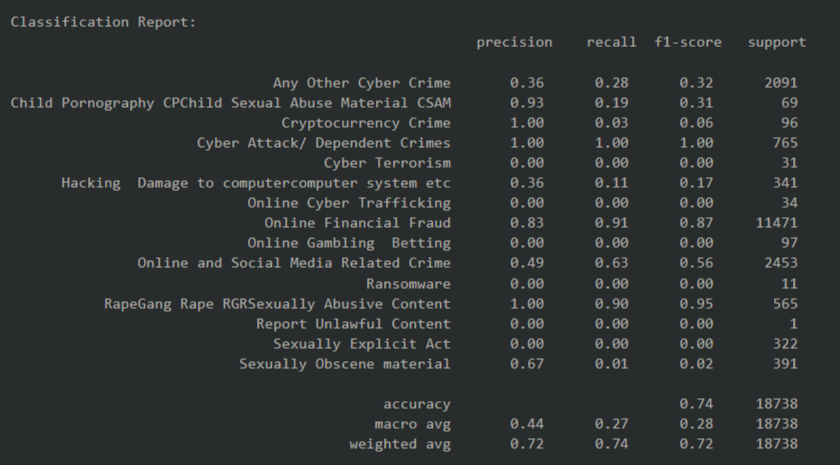 Classification Report:
precision recall f1-score support
Any Other Cyber Crime 0.36 0.28 0.32 2091
Child Pornography CPChild Sexual Abuse Material CSAM 0.93 0.19 0.31 69
Cryptocurrency Crime 1.00 0.03 0.06 96
Cyber Attack/ Dependent Crimes 1.00 1.00 1.00 765
Cyber Terrorism 0.00 0.00 0.00 31
Hacking  Damage to computercomputer system etc 0.36 0.11 0.17 341
Online Cyber Trafficking 0.00 0.00 0.00 34
Online Financial Fraud 0.83 0.91 0.87 11471
Online Gambling  Betting 0.00 0.00 0.00 97
Online and Social Media Related Crime 0.49 0.63 0.56 2453
Ransomware 0.00 0.00 0.00 11
RapeGang Rape RGRSexually Abusive Content 1.00 0.90 0.95 565
Report Unlawful Content 0.00 0.00 0.00 1
Sexually Explicit Act 0.00 0.00 0.00 322
Sexually Obscene material 0.67 0.01 0.02 391
accuracy 0.74 18738
macro avg 0.44 0.27 0.28 18738
weighted avg 0.72 0.74 0.72 18738